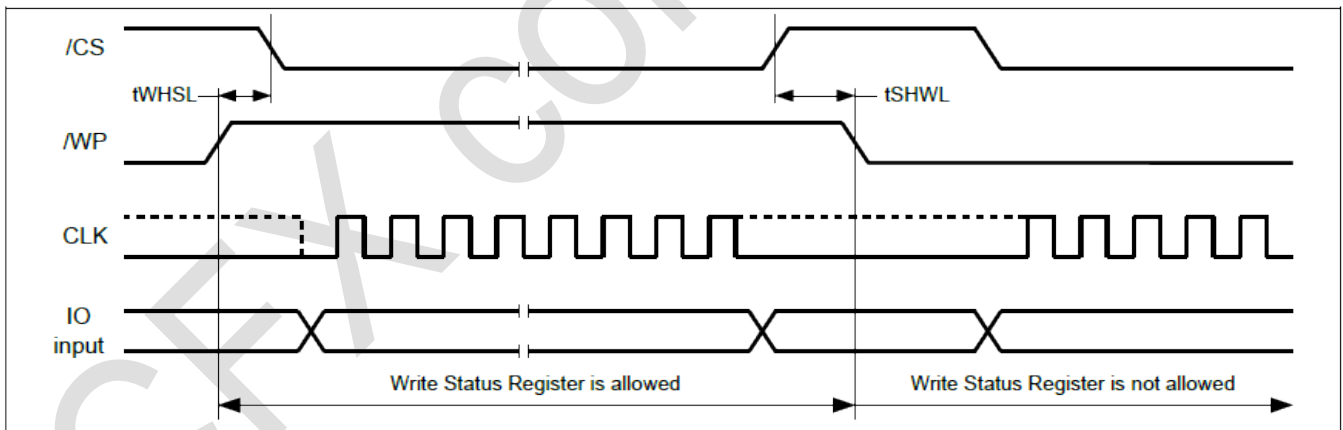 /CS
tWHSL
tSHWL
/WP
CLK
IO
input
Write Status Register is allowed
Write Status Register is not allowed